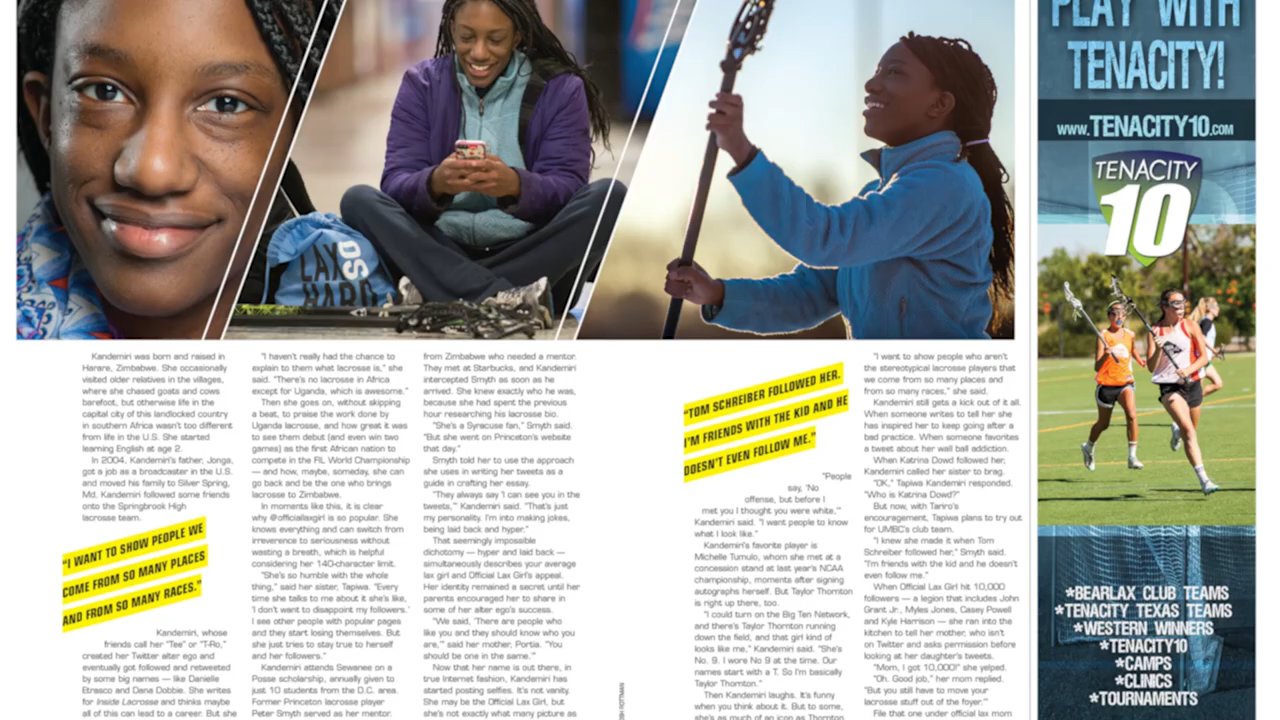 LAX
SO
HARD
Kandemiri was born and raised in
Harare, Zimbabwe. She occasionally
visited older relatives in the villages,
where she chased goats and cows
barefoot, but otherwise life in the
capital city of this landlocked country
in southern Africa wasn't too different
from life in the U.S. She started
learning English at age 2.
In 2004, Kandemiri's father, Jonga,
got a job as a broadcaster in the U.S.
and moved his family to Silver Spring,
Md. Kandemiri followed some friends
onto the Springbrook High
lacrosse team.
"I WANT TO SHOW PEOPLE WE
COME FROM SO MANY PLACES
AND FROM SO MANY RACES."
Kandemiri, whose
friends call her "Tee" or "T-Ro,"
created her Twitter alter ego and
eventually got followed and retweeted
by some big names — like Danielle
Etrasco and Dana Dobbie. She writes
for Inside Lacrosse and thinks maybe
all of this can lead to a career. But she
"I haven't really had the chance to
explain to them what lacrosse is," she
said. "There's no lacrosse in Africa
except for Uganda, which is awesome."
Then she goes on, without skipping
a beat, to praise the work done by
Uganda lacrosse, and how great it was
to see them debut (and even win two
games) as the first African nation to
compete in the FIL World Championship
— and how, maybe, someday, she can
go back and be the one who brings
lacrosse to Zimbabwe.
In moments like this, it is clear
why @officiallaxgirl is so popular. She
knows everything and can switch from
irreverence to seriousness without
wasting a breath, which is helpful
considering her 140-character limit.
"She's so humble with the whole
thing," said her sister, Tapiwa. "Every
time she talks to me about it she's like,
'I don't want to disappoint my followers.'
I see other people with popular pages
and they start losing themselves. But
she just tries to stay true to herself
and her followers."
Kandemiri attends Sewanee on a
Posse scholarship, annually given to
just 10 students from the D.C. area.
Former Princeton lacrosse player
Peter Smyth served as her mentor.
from Zimbabwe who needed a mentor.
They met at Starbucks, and Kandemiri
intercepted Smyth as soon as he
arrived. She knew exactly who he was,
because she had spent the previous
hour researching his lacrosse bio.
"She's a Syracuse fan," Smyth said.
"But she went on Princeton's website
that day."
Smyth told her to use the approach
she uses in writing her tweets as a
guide in crafting her essay.
"They always say 'I can see you in the
tweets,'" Kandemiri said. "That's just
my personality. I'm into making jokes,
being laid back and hyper."
That seemingly impossible
dichotomy — hyper and laid back —
simultaneously describes your average
lax girl and Official Lax Girl's appeal.
Her identity remained a secret until her
parents encouraged her to share in
some of her alter ego's success.
"We said, 'There are people who
like you and they should know who you
are,'" said her mother, Portia. "'You
should be one in the same.'"
Now that her name is out there, in
true Internet fashion, Kandemiri has
started posting selfies. It's not vanity.
She may be the Official Lax Girl, but
she's not exactly what many picture as
ROTTMAN
"TOM SCHREIBER FOLLOWED HER.
I'M FRIENDS WITH THE KID AND HE
DOESN'T EVEN FOLLOW ME."
"People
say, 'No
offense, but before I
met you I thought you were white,'"
Kandemiri said. "I want people to know
what I look like."
Kandemiri's favorite player is
Michelle Tumolo, whom she met at a
concession stand at last year's NCAA
championship, moments after signing
autographs herself. But Taylor Thornton
is right up there, too.
"I could turn on the Big Ten Network,
and there's Taylor Thornton running
down the field, and that girl kind of
looks like me," Kandemiri said. "She's
No. 9. I wore No 9 at the time. Our
names start with a T. So I'm basically
Taylor Thornton."
Then Kandemiri laughs. It's funny
when you think about it. But to some,
she's as much of an icon as Thornton.
"I want to show people who aren't
the stereotypical lacrosse players that
we come from so many places and
from so many races," she said.
Kandemiri still gets a kick out of it all.
When someone writes to tell her she
has inspired her to keep going after a
bad practice. When someone favorites
a tweet about her wall ball addiction.
When Katrina Dowd followed her,
Kandemiri called her sister to brag.
"OK," Tapiwa Kandemiri responded.
"Who is Katrina Dowd?"
But now, with Tariro's
encouragement, Tapiwa plans to try out
for UMBC's club team.
"I knew she made it when Tom
Schreiber followed her," Smyth said.
"I'm friends with the kid and he doesn't
even follow me."
When Official Lax Girl hit 10,000
followers — a legion that includes John
Grant Jr., Myles Jones, Casey Powell
and Kyle Harrison — she ran into the
kitchen to tell her mother, who isn't
on Twitter and asks permission before
looking at her daughter's tweets.
"Mom, I got 10,000!" she yelped.
"Oh. Good job," her mom replied.
"But you still have to move your
lacrosse stuff out of the foyer."
File that one under official lax mom
PLAY WITH
TENACITY!
WWW.TENACITY10.COM
TENACITY
10
*BEARLAX CLUB TEAMS
*TENACITY TEXAS TEAMS
*WESTERN WINNERS
*TENACITY10
*CAMPS
*CLINICS
*TOURNAMENTS